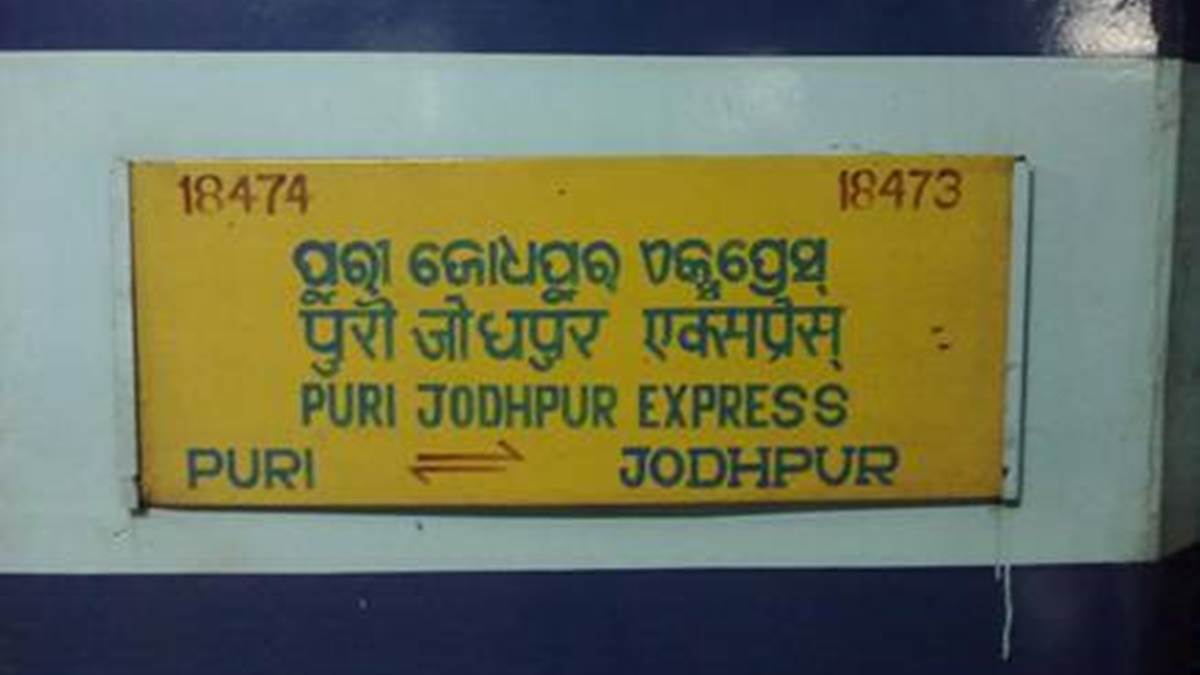 18474 18473
ପୁରୀ ଜୋଧପୁର ଏକ୍ସପ୍ରେସ୍
पुरी जोधपुर एक्सप्रेस्
PURI JODHPUR EXPRESS
PURI ⇌ JODHPUR